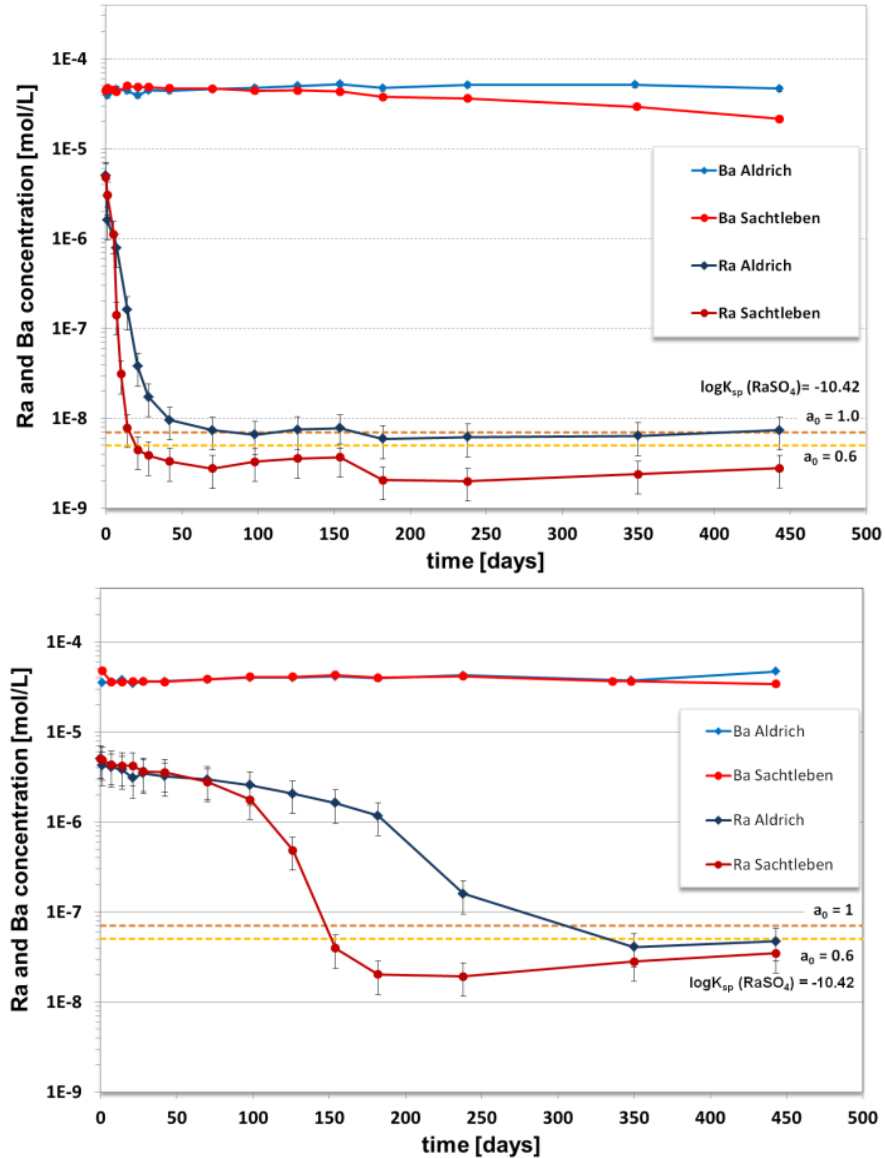 1E-4
1E-5
1E-6
1E-7
1E-8
1E-9
Ra and Ba concentration [mol/L]
Ba Aldrich
Ba Sachtleben
Ra Aldrich
Ra Sachtleben
logKsp (RaSO4)= -10.42
a0 = 1.0
a0 = 0.6
0 50 100 150 200 250 300 350 400 450 500
time [days]
1E-4
1E-5
1E-6
1E-7
1E-8
1E-9
Ra and Ba concentration [mol/L]
Ba Aldrich
Ba Sachtleben
Ra Aldrich
Ra Sachtleben
a0 = 1
a0 = 0.6
logKsp (RaSO4) = -10.42
0 50 100 150 200 250 300 350 400 450 500
time [days]